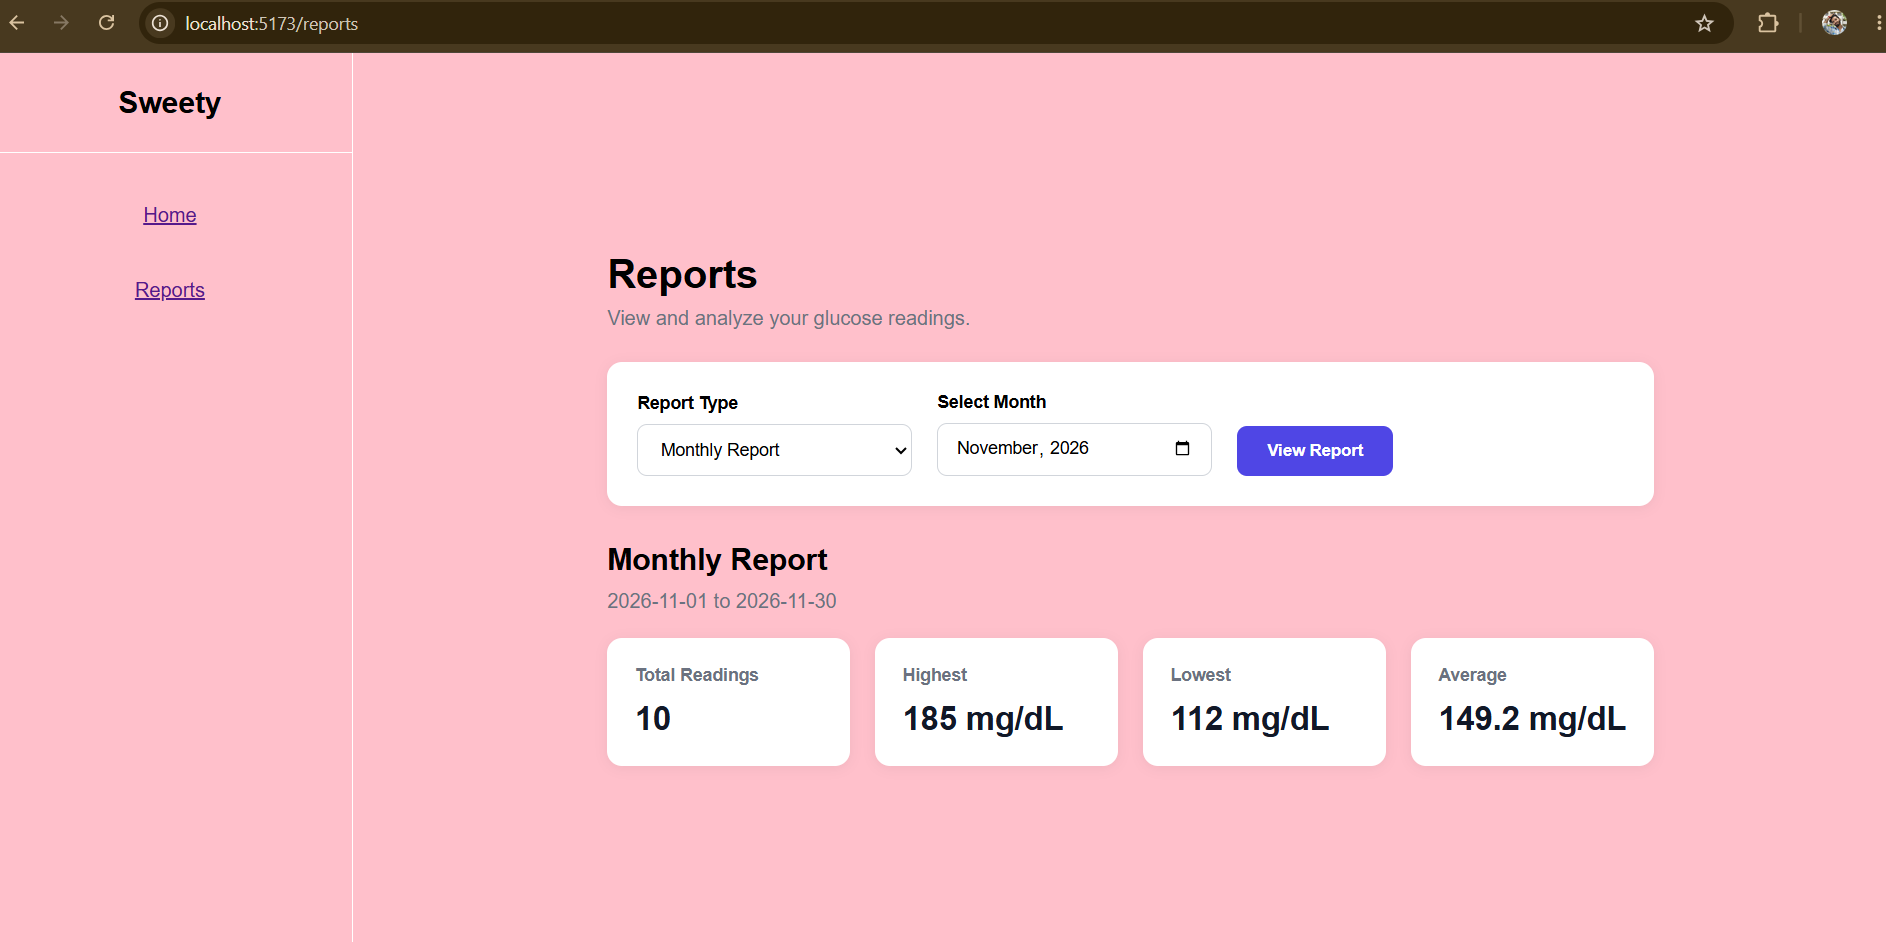 localhost:5173/reports
Sweety
Home
Reports
Reports
View and analyze your glucose readings.
Report Type
Select Month
Monthly Report
November, 2026
View Report
Monthly Report
2026-11-01 to 2026-11-30
Total Readings
Highest
Lowest
Average
10
185 mg/dL
112 mg/dL
149.2 mg/dL